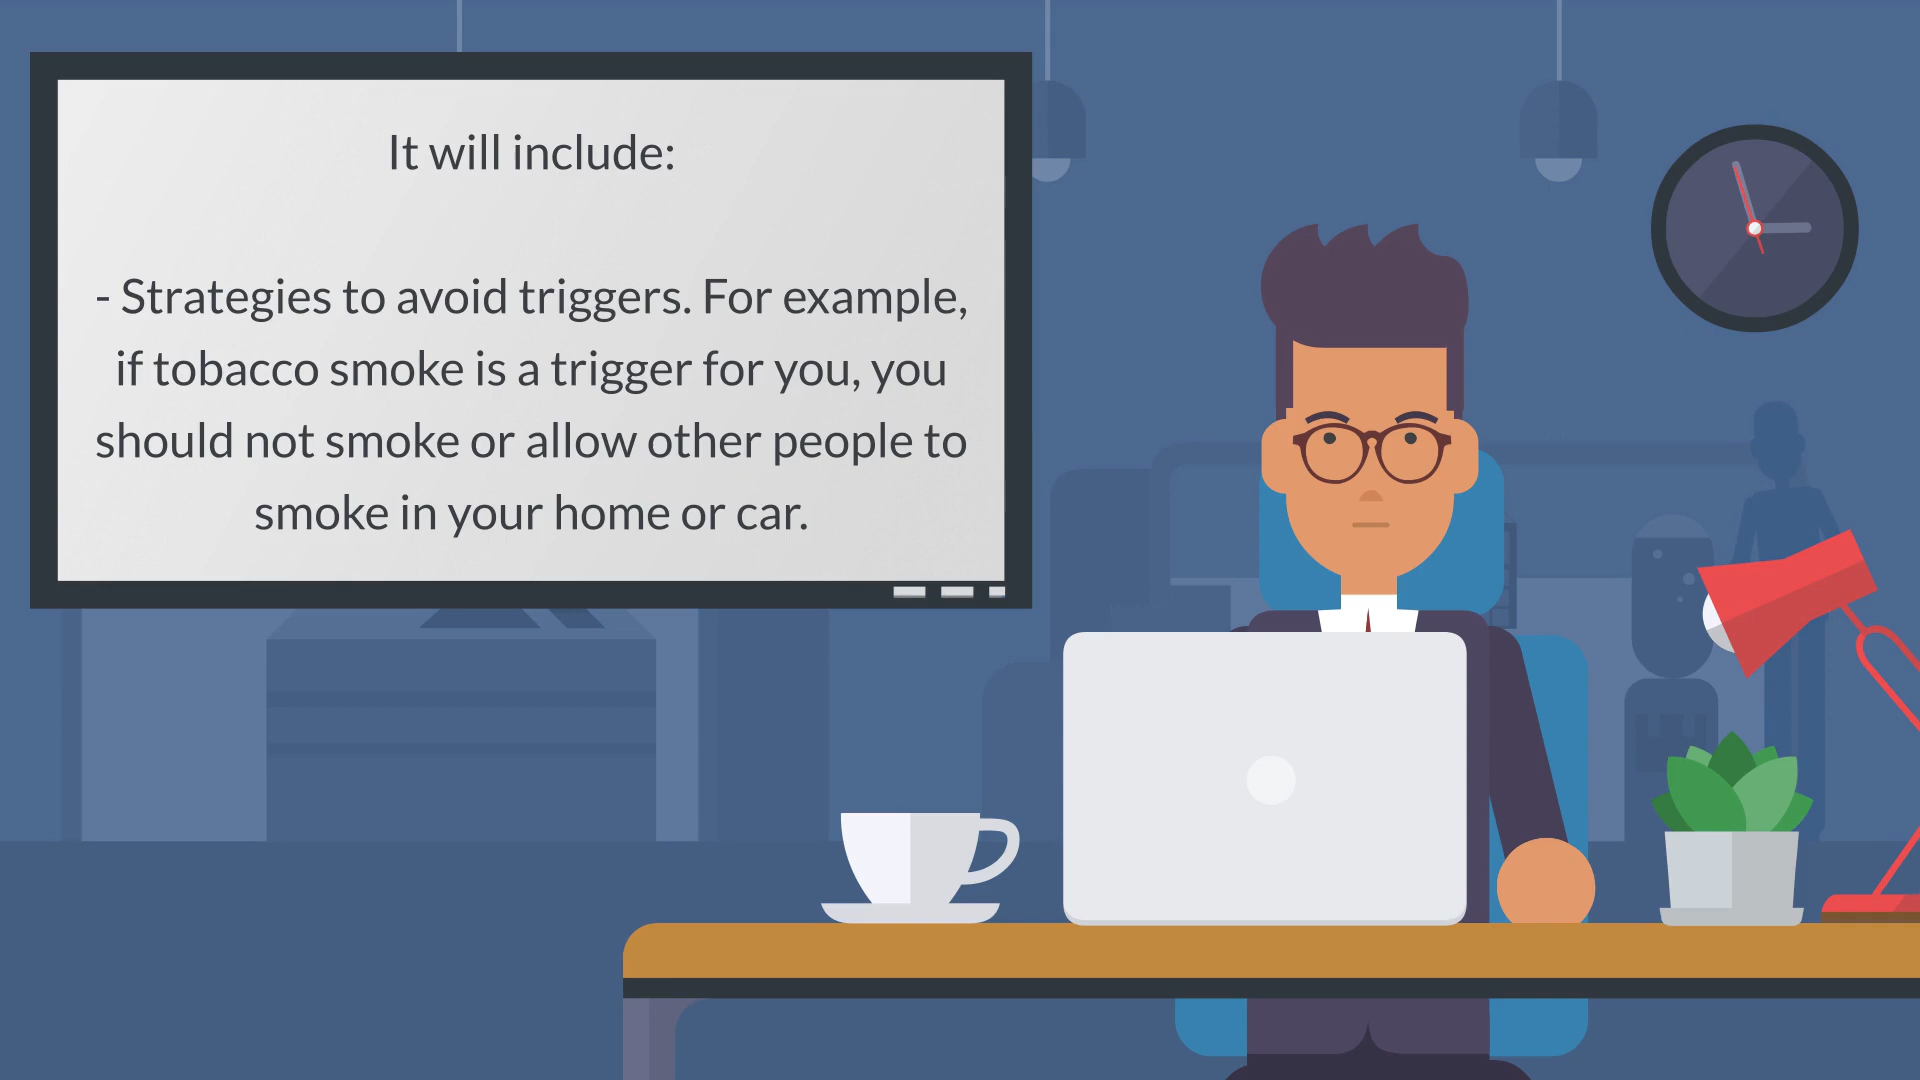 It will include:
- Strategies to avoid triggers. For example,
if tobacco smoke is a trigger for you, you
should not smoke or allow other people to
smoke in your home or car.